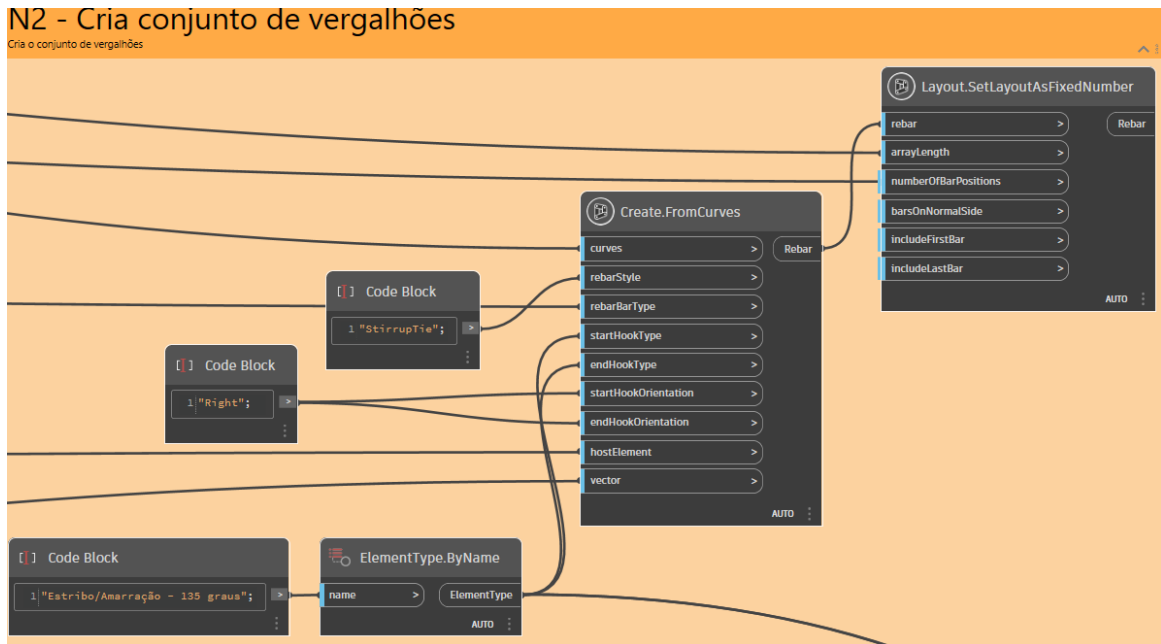 N2 - Cria conjunto de vergalhões
Cria o conjunto de vergalhões
Layout.SetLayoutAsFixedNumber
rebar >
Rebar
arrayLength >
numberOfBarPositions >
barsOnNormalSide >
includeFirstBar >
includeLastBar >
AUTO
Create.FromCurves
curves >
Rebar
rebarStyle >
rebarBarType >
startHookType >
endHookType >
startHookOrientation >
endHookOrientation >
hostElement >
vector >
AUTO
Code Block
1 "StirrupTie"; >
Code Block
1 "Right"; >
Code Block
1 "Estribo/Amarração - 135 graus"; >
ElementType.ByName
name >
ElementType
AUTO